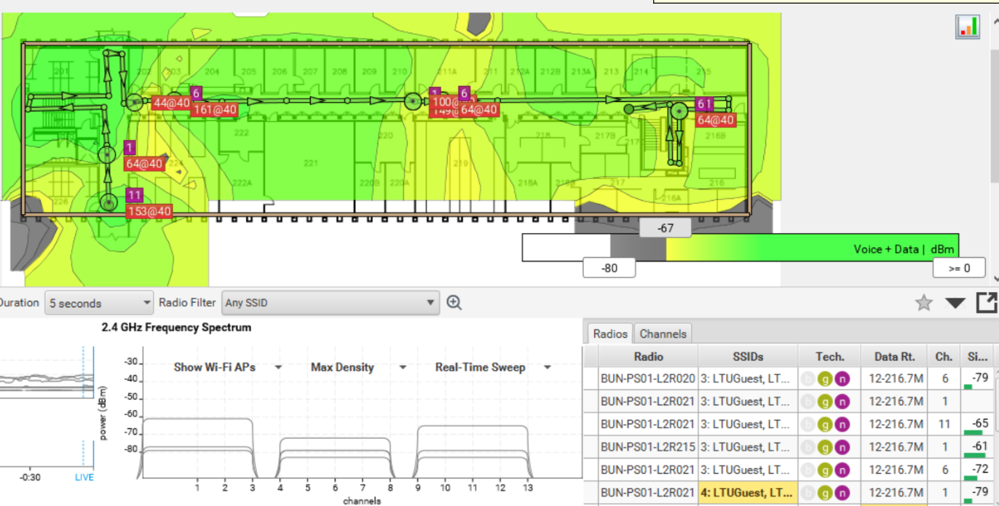 201
202
203
204
205
206
207
208
209
210
211A
211
212A
212B
213A
213
214
215
6
44@40
161@40
1
6
100@
149@
64@40
61
64@40
222
220
218
217B
216B
1
64@40
221
219
222A
220B
220A
218A
217
216
226
11
216A
153@40
-67
Voice + Data | dBm
-80
>= 0
Duration
5 seconds
Radio Filter
Any SSID
2.4 GHz Frequency Spectrum
Show Wi-Fi APs
Max Density
Real-Time Sweep
power (dBm)
-30
-40
-50
-60
-70
-80
1 2 3 4 5 6 7 8 9 10 11 12 13
channels
-0:30
LIVE
Radios
Channels
Radio SSIDs Tech. Data Rt. Ch. Si...
BUN-PS01-L2R020 3: LTUGuest, LT... b g n 12-216.7M 6 -79
BUN-PS01-L2R021 3: LTUGuest, LT... b g n 12-216.7M 1
BUN-PS01-L2R021 3: LTUGuest, LT... b g n 12-216.7M 11 -65
BUN-PS01-L2R215 3: LTUGuest, LT... b g n 12-216.7M 1 -61
BUN-PS01-L2R021 3: LTUGuest, LT... b g n 12-216.7M 6 -72
BUN-PS01-L2R021 4: LTUGuest, LT... b g n 12-216.7M 1 -79